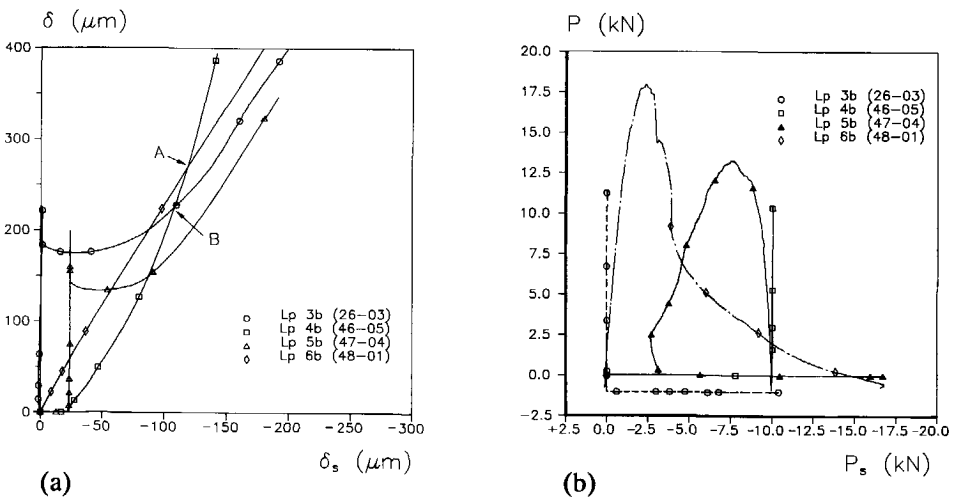 δ (μm)
400
300
200
100
0
A
B
Lp 3b (26-03)
Lp 4b (46-05)
Lp 5b (47-04)
Lp 6b (48-01)
0 -50 -100 -150 -200 -250 -300
(a)
δs (μm)
P (kN)
20.0
17.5
15.0
12.5
10.0
7.5
5.0
2.5
0.0
-2.5
Lp 3b (26-03)
Lp 4b (46-05)
Lp 5b (47-04)
Lp 6b (48-01)
+2.5 0.0 -2.5 -5.0 -7.5 -10.0 -12.5 -15.0 -17.5 -20.0
(b)
Ps (kN)